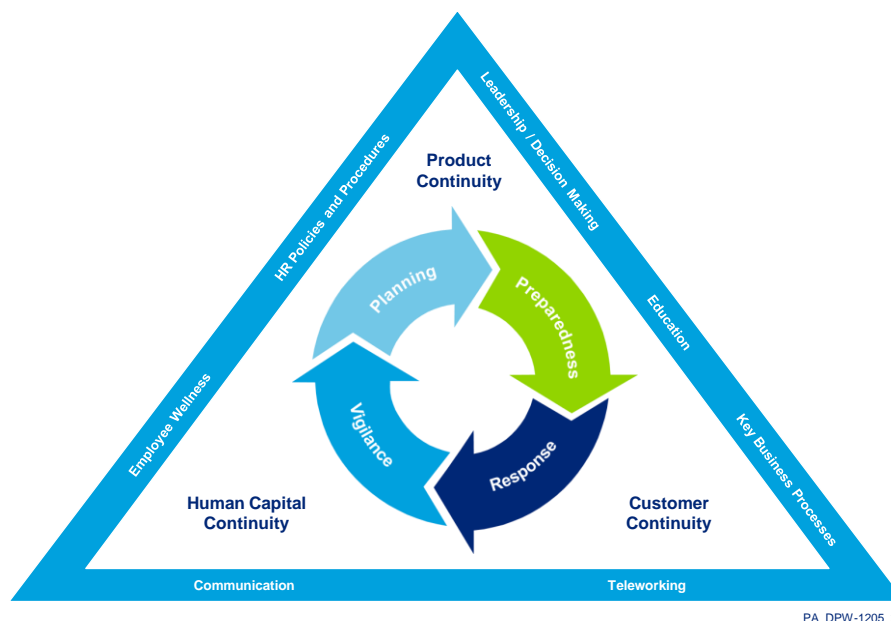 Leadership / Decision Making
HR Policies and Procedures
Product
Continuity
Planning
Preparedness
Education
Employee Wellness
Vigilance
Response
Key Business Processes
Human Capital
Continuity
Customer
Continuity
Communication
Teleworking
PA_DPW-1205